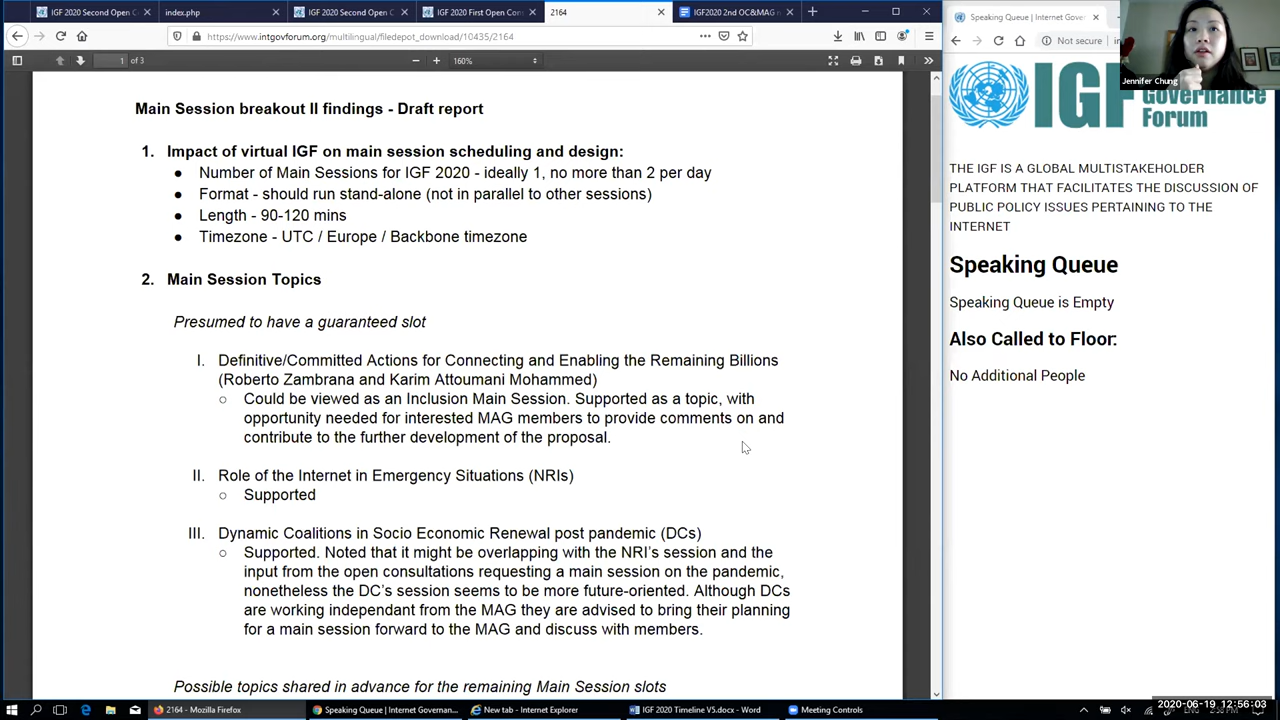 IGF 2020 Second Open C
index.php
IGF 2020 Second Open C
IGF 2020 First Open Con
2164
IGF2020 2nd OC&MAG
Speaking Queue | Internet Gover
https://www.intgovforum.org/multilingual/filedepot_download/10435/2164
Not secure
1 of 3
160%
Jennifer Chung
IGF
Governance
Forum
Main Session breakout II findings - Draft report
1. Impact of virtual IGF on main session scheduling and design:
● Number of Main Sessions for IGF 2020 - ideally 1, no more than 2 per day
● Format - should run stand-alone (not in parallel to other sessions)
● Length - 90-120 mins
● Timezone - UTC / Europe / Backbone timezone
2. Main Session Topics
Presumed to have a guaranteed slot
I. Definitive/Committed Actions for Connecting and Enabling the Remaining Billions
(Roberto Zambrana and Karim Attoumani Mohammed)
○ Could be viewed as an Inclusion Main Session. Supported as a topic, with
opportunity needed for interested MAG members to provide comments on and
contribute to the further development of the proposal.
II. Role of the Internet in Emergency Situations (NRIs)
○ Supported
III. Dynamic Coalitions in Socio Economic Renewal post pandemic (DCs)
○ Supported. Noted that it might be overlapping with the NRI's session and the
input from the open consultations requesting a main session on the pandemic,
nonetheless the DC's session seems to be more future-oriented. Although DCs
are working independant from the MAG they are advised to bring their planning
for a main session forward to the MAG and discuss with members.
Possible topics shared in advance for the remaining Main Session slots
THE IGF IS A GLOBAL MULTISTAKEHOLDER
PLATFORM THAT FACILITATES THE DISCUSSION OF
PUBLIC POLICY ISSUES PERTAINING TO THE
INTERNET
Speaking Queue
Speaking Queue is Empty
Also Called to Floor:
No Additional People
2164 - Mozilla Firefox
Speaking Queue | Internet Governa...
New tab - Internet Explorer
IGF 2020 Timeline V5.docx - Word
Meeting Controls
2020-06-19 12:56:03